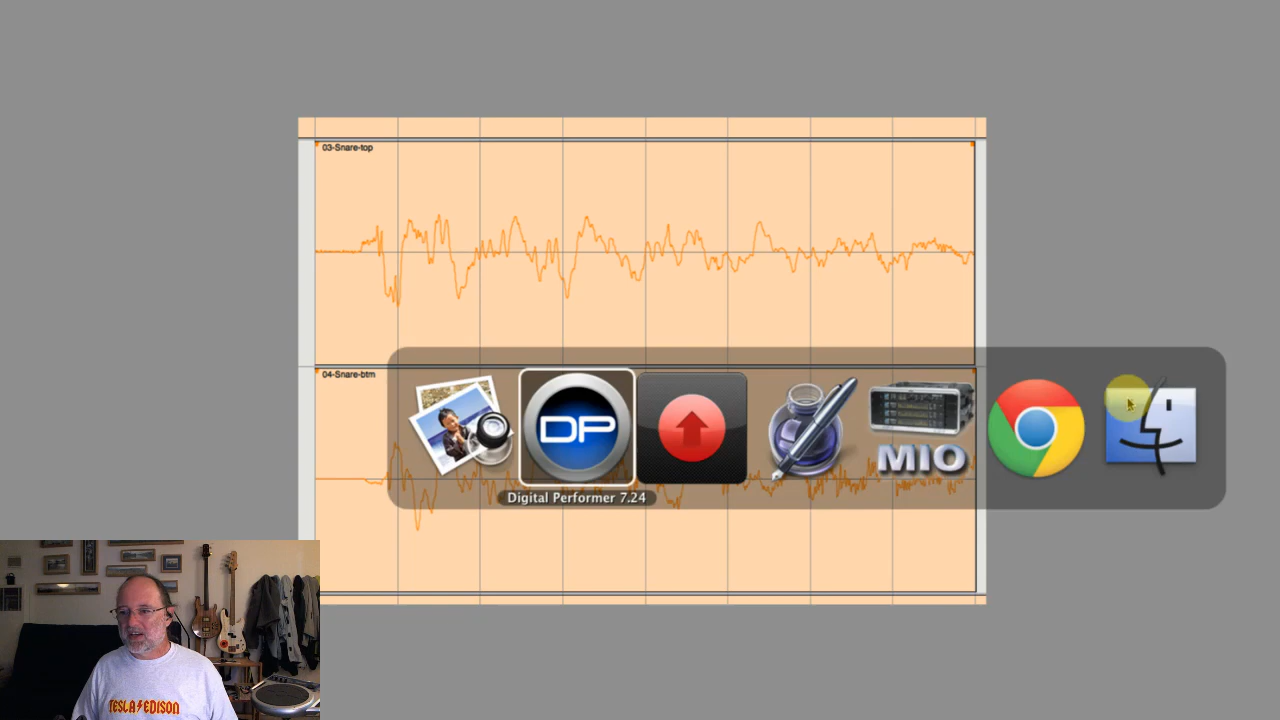 03-Snare-top
04-Snare-btm
DP
MIO
Digital Performer 7.24
TESLA EDISON